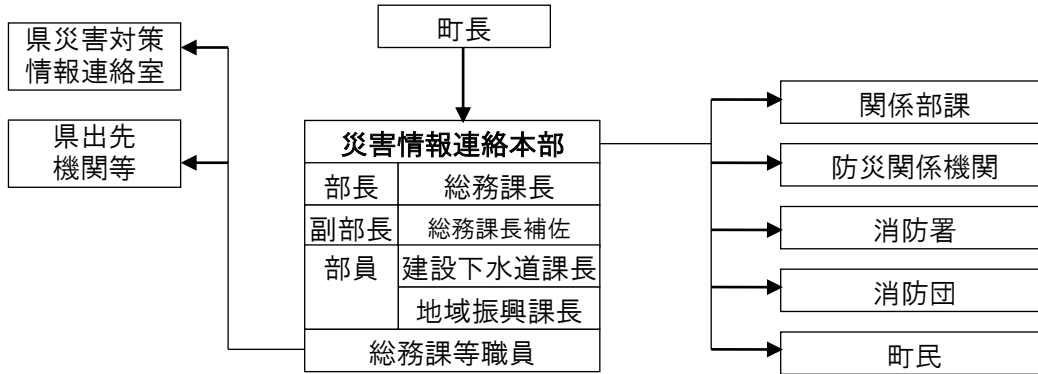 町長
県災害対策
情報連絡室
県出先
機関等
災害情報連絡本部
部長 総務課長
副部長 総務課長補佐
部員 建設下水道課長
地域振興課長
総務課等職員
関係部課
防災関係機関
消防署
消防団
町民